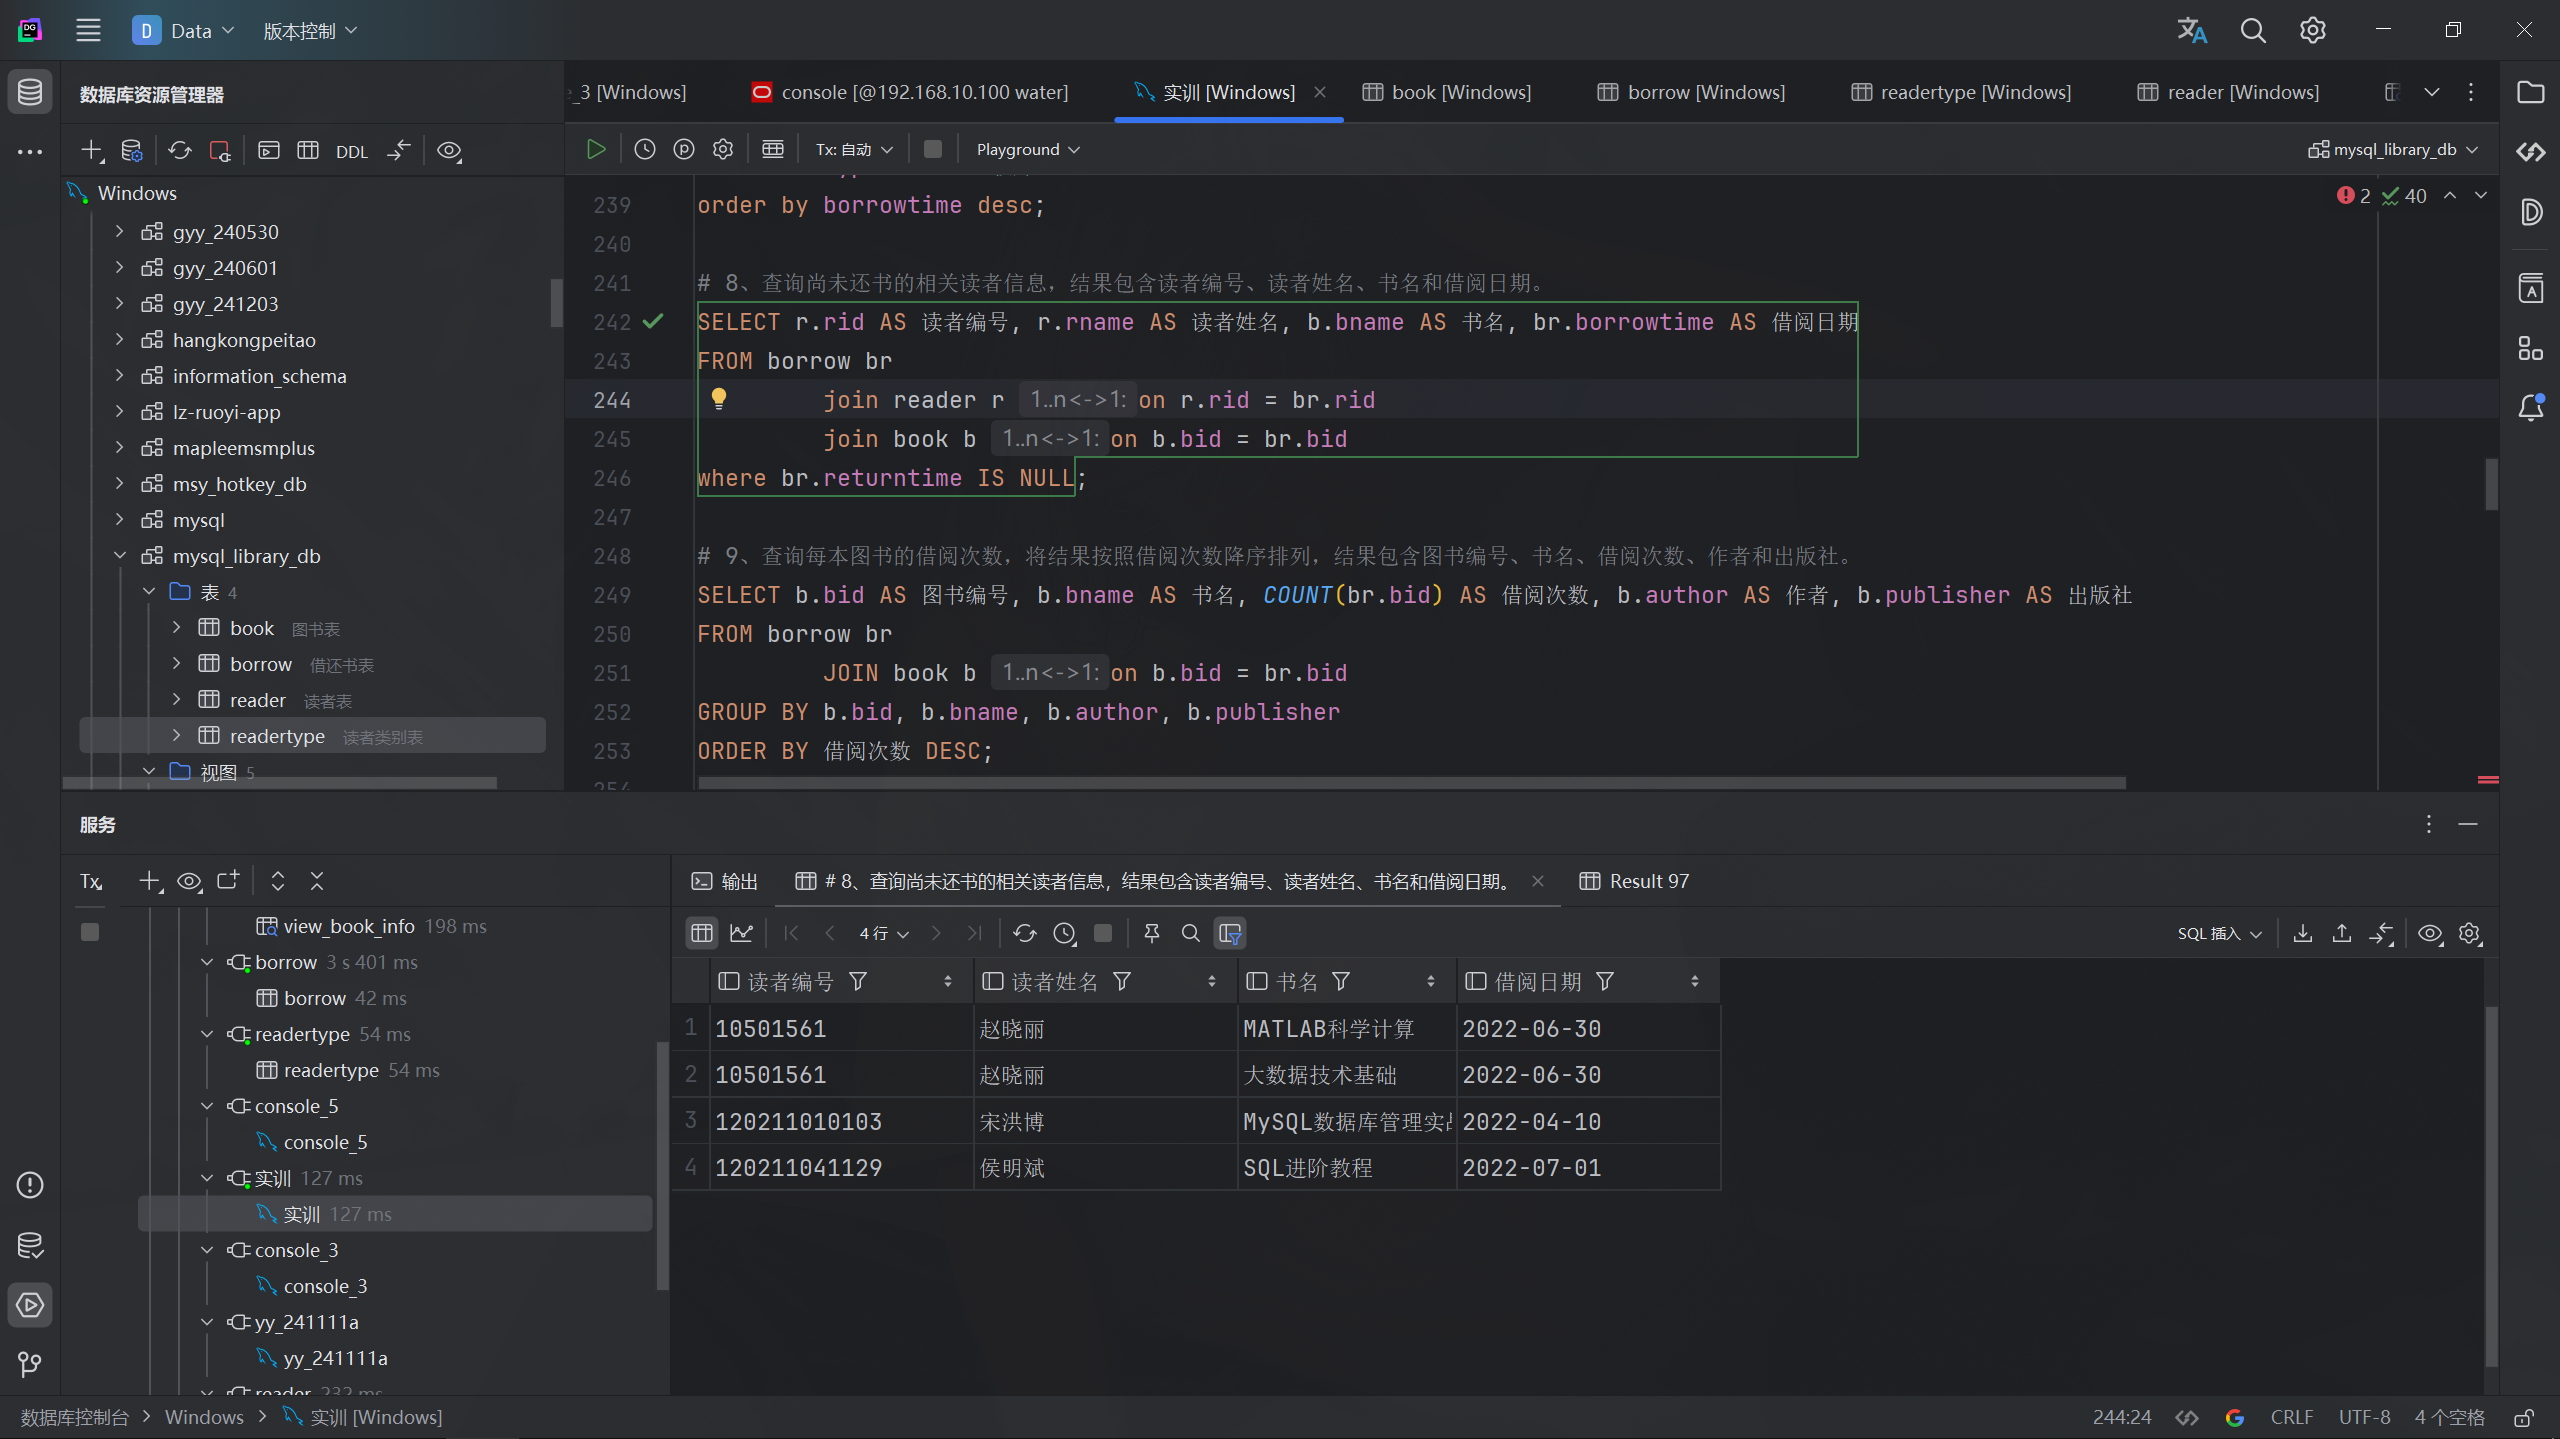 D Data 版本控制
数据库资源管理器
_3 [Windows] console [@192.168.10.100 water] 实训 [Windows] book [Windows] borrow [Windows] readertype [Windows] reader [Windows]
DDL
Tx: 自动 Playground mysql_library_db
Windows
gyy_240530
gyy_240601
gyy_241203
hangkongpeitao
information_schema
lz-ruoyi-app
mapleemsmplus
msy_hotkey_db
mysql
mysql_library_db
表 4
book 图书表
borrow 借还书表
reader 读者表
readertype 读者类别表
视图 5
2 40
239 order by borrowtime desc;
240
241 # 8、查询尚未还书的相关读者信息，结果包含读者编号、读者姓名、书名和借阅日期。
242 SELECT r.rid AS 读者编号, r.rname AS 读者姓名, b.bname AS 书名, br.borrowtime AS 借阅日期
243 FROM borrow br
244 join reader r 1..n<->1: on r.rid = br.rid
245 join book b 1..n<->1: on b.bid = br.bid
246 where br.returntime IS NULL;
247
248 # 9、查询每本图书的借阅次数，将结果按照借阅次数降序排列，结果包含图书编号、书名、借阅次数、作者和出版社。
249 SELECT b.bid AS 图书编号, b.bname AS 书名, COUNT(br.bid) AS 借阅次数, b.author AS 作者, b.publisher AS 出版社
250 FROM borrow br
251 JOIN book b 1..n<->1: on b.bid = br.bid
252 GROUP BY b.bid, b.bname, b.author, b.publisher
253 ORDER BY 借阅次数 DESC;
254
服务
Tx
view_book_info 198 ms
borrow 3 s 401 ms
borrow 42 ms
readertype 54 ms
readertype 54 ms
console_5
console_5
实训 127 ms
实训 127 ms
console_3
console_3
yy_241111a
yy_241111a
reader 232 ms
输出 # 8、查询尚未还书的相关读者信息，结果包含读者编号、读者姓名、书名和借阅日期。 Result 97
4 行 SQL 插入
读者编号 读者姓名 书名 借阅日期
1 10501561 赵晓丽 MATLAB科学计算 2022-06-30
2 10501561 赵晓丽 大数据技术基础 2022-06-30
3 120211010103 宋洪博 MySQL数据库管理实 2022-04-10
4 120211041129 侯明斌 SQL进阶教程 2022-07-01
数据库控制台 Windows 实训 [Windows] 244:24 CRLF UTF-8 4 个空格